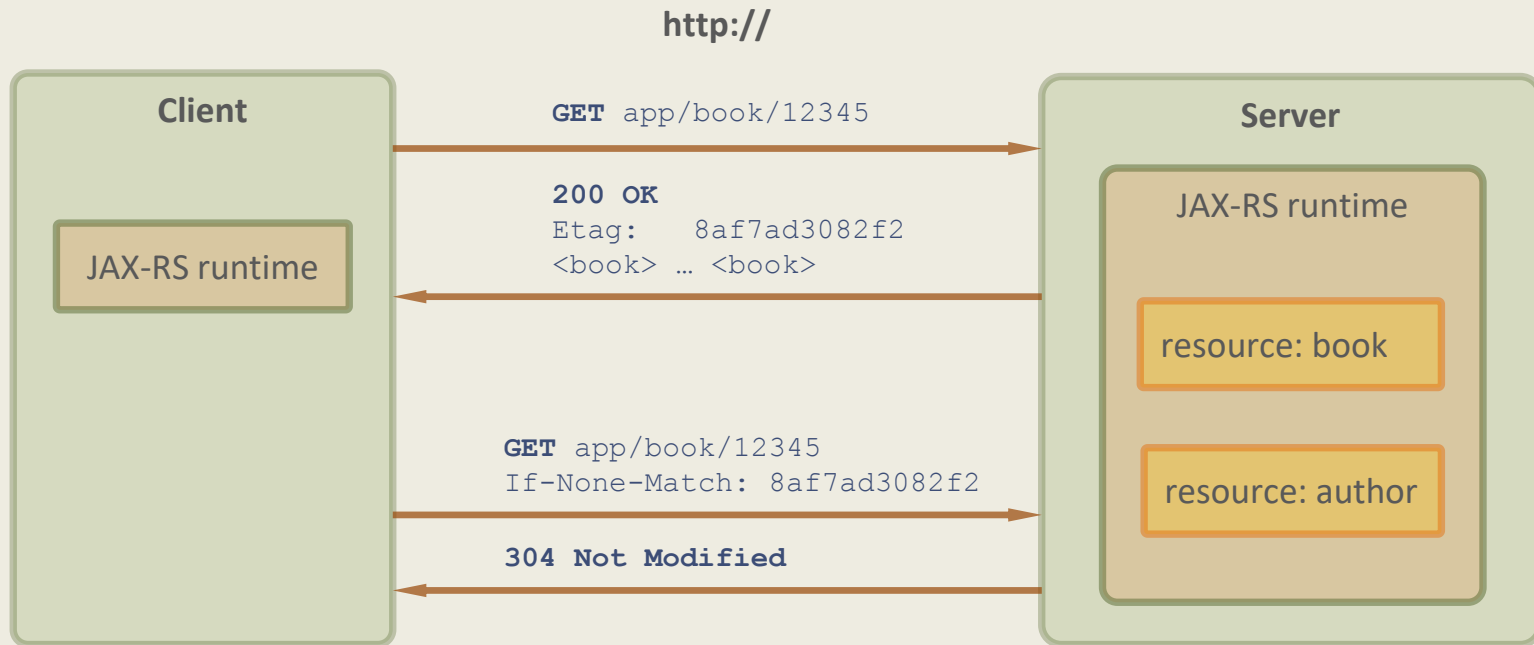 http://
Client
JAX-RS runtime
GET app/book/12345
200 OK
Etag:   8af7ad3082f2
<book> … <book>
GET app/book/12345
If-None-Match: 8af7ad3082f2
304 Not Modified
Server
JAX-RS runtime
resource: book
resource: author